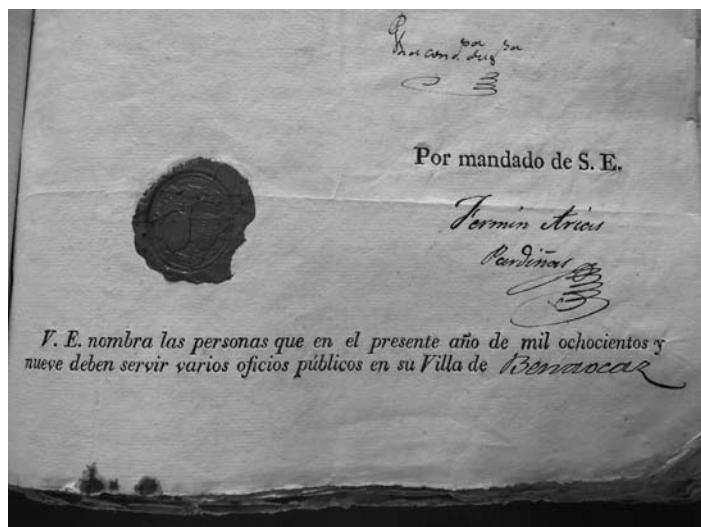 Por mandado de S. E.
Fermin Arias
Pardiñas
V. E. nombra las personas que en el presente año de mil ochocientos y
nueve deben servir varios oficios públicos en su Villa de Benaocaz